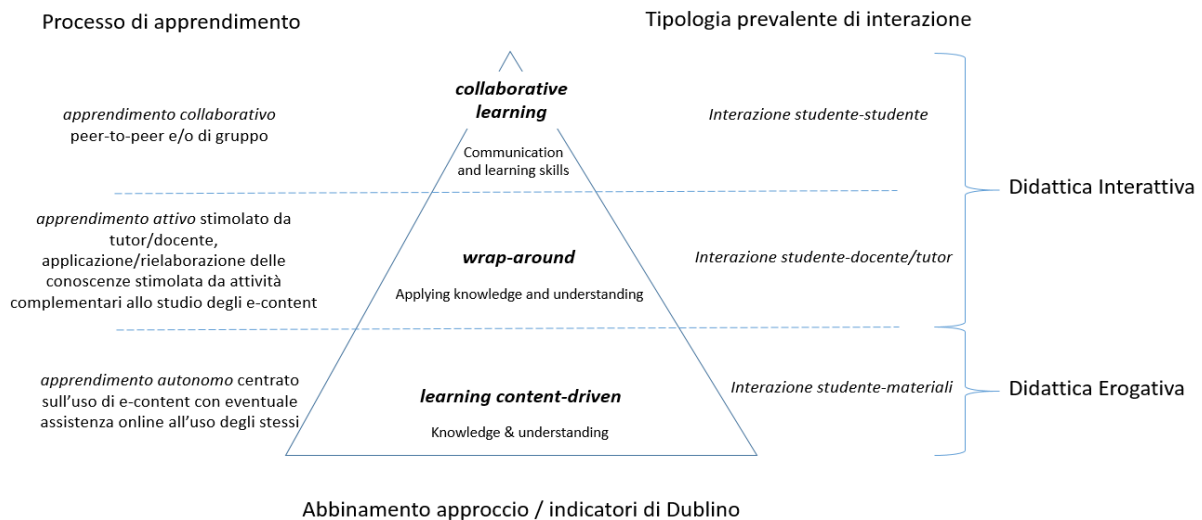 Processo di apprendimento
Tipologia prevalente di interazione
apprendimento collaborativo
peer-to-peer e/o di gruppo
collaborative
learning
Communication
and learning skills
Interazione studente-studente
Didattica Interattiva
apprendimento attivo stimolato da
tutor/docente,
applicazione/rielaborazione delle
conoscenze stimolata da attività
complementari allo studio degli e-content
wrap-around
Applying knowledge and understanding
Interazione studente-docente/tutor
apprendimento autonomo centrato
sull'uso di e-content con eventuale
assistenza online all'uso degli stessi
learning content-driven
Knowledge & understanding
Interazione studente-materiali
Didattica Erogativa
Abbinamento approccio / indicatori di Dublino